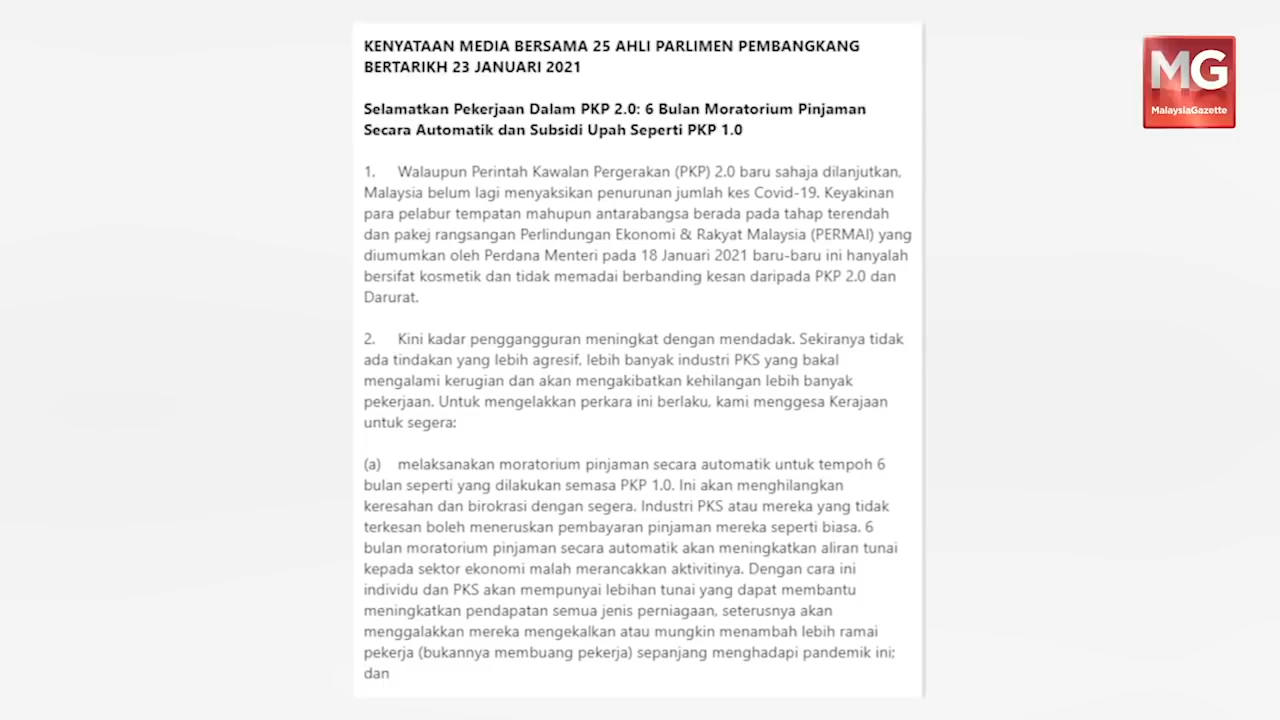 KENYATAAN MEDIA BERSAMA 25 AHLI PARLIMEN PEMBANGKANG
BERTARIKH 23 JANUARI 2021
Selamatkan Pekerjaan Dalam PKP 2.0: 6 Bulan Moratorium Pinjaman
Secara Automatik dan Subsidi Upah Seperti PKP 1.0
1. Walaupun Perintah Kawalan Pergerakan (PKP) 2.0 baru sahaja dilanjutkan,
Malaysia belum lagi menyaksikan penurunan jumlah kes Covid-19. Keyakinan
para pelabur tempatan mahupun antarabangsa berada pada tahap terendah
dan pakej rangsangan Perlindungan Ekonomi & Rakyat Malaysia (PERMAI) yang
diumumkan oleh Perdana Menteri pada 18 Januari 2021 baru-baru ini hanyalah
bersifat kosmetik dan tidak memadai berbanding kesan daripada PKP 2.0 dan
Darurat.
2. Kini kadar penggangguran meningkat dengan mendadak. Sekiranya tidak
ada tindakan yang lebih agresif, lebih banyak industri PKS yang bakal
mengalami kerugian dan akan mengakibatkan kehilangan lebih banyak
pekerjaan. Untuk mengelakkan perkara ini berlaku, kami menggesa Kerajaan
untuk segera:
(a) melaksanakan moratorium pinjaman secara automatik untuk tempoh 6
bulan seperti yang dilakukan semasa PKP 1.0. Ini akan menghilangkan
keresahan dan birokrasi dengan segera. Industri PKS atau mereka yang tidak
terkesan boleh meneruskan pembayaran pinjaman mereka seperti biasa. 6
bulan moratorium pinjaman secara automatik akan meningkatkan aliran tunai
kepada sektor ekonomi malah merancakkan aktivitinya. Dengan cara ini
individu dan PKS akan mempunyai lebihan tunai yang dapat membantu
meningkatkan pendapatan semua jenis perniagaan, seterusnya akan
menggalakkan mereka mengekalkan atau mungkin menambah lebih ramai
pekerja (bukannya membuang pekerja) sepanjang menghadapi pandemik ini;
dan
MG
MalaysiaGazette